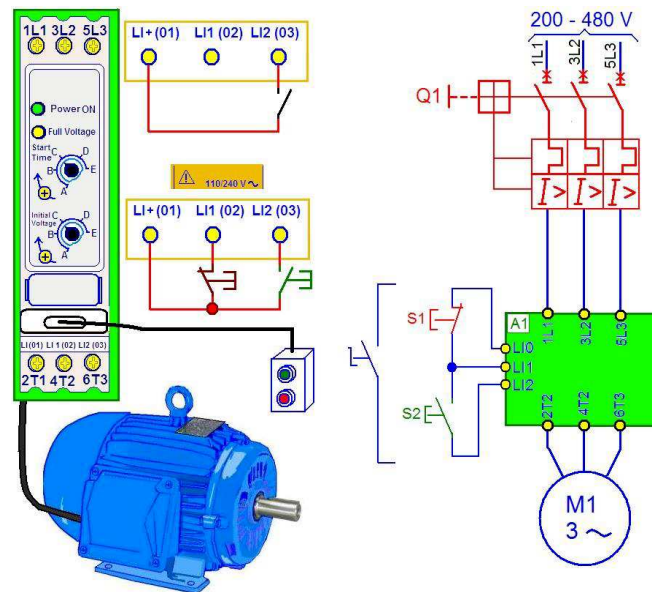 1L1 3L2 5L3
Power ON
Full Voltage
Start
Time
A
B
C
D
E
Initial
Voltage
A
B
C
D
E
LI (01) LI 1 (02) LI2 (03)
2T1 4T2 6T3
LI+(01) LI1 (02) LI2 (03)
110/240 V ~
LI+ (01) LI1 (02) LI2 (03)
200 - 480 V
1L1
3L2
5L3
Q1
I >
I >
I >
S1
S2
A1
1L1
3L2
5L3
LI0
LI1
LI2
2T2
4T2
6T3
M1
3 ~